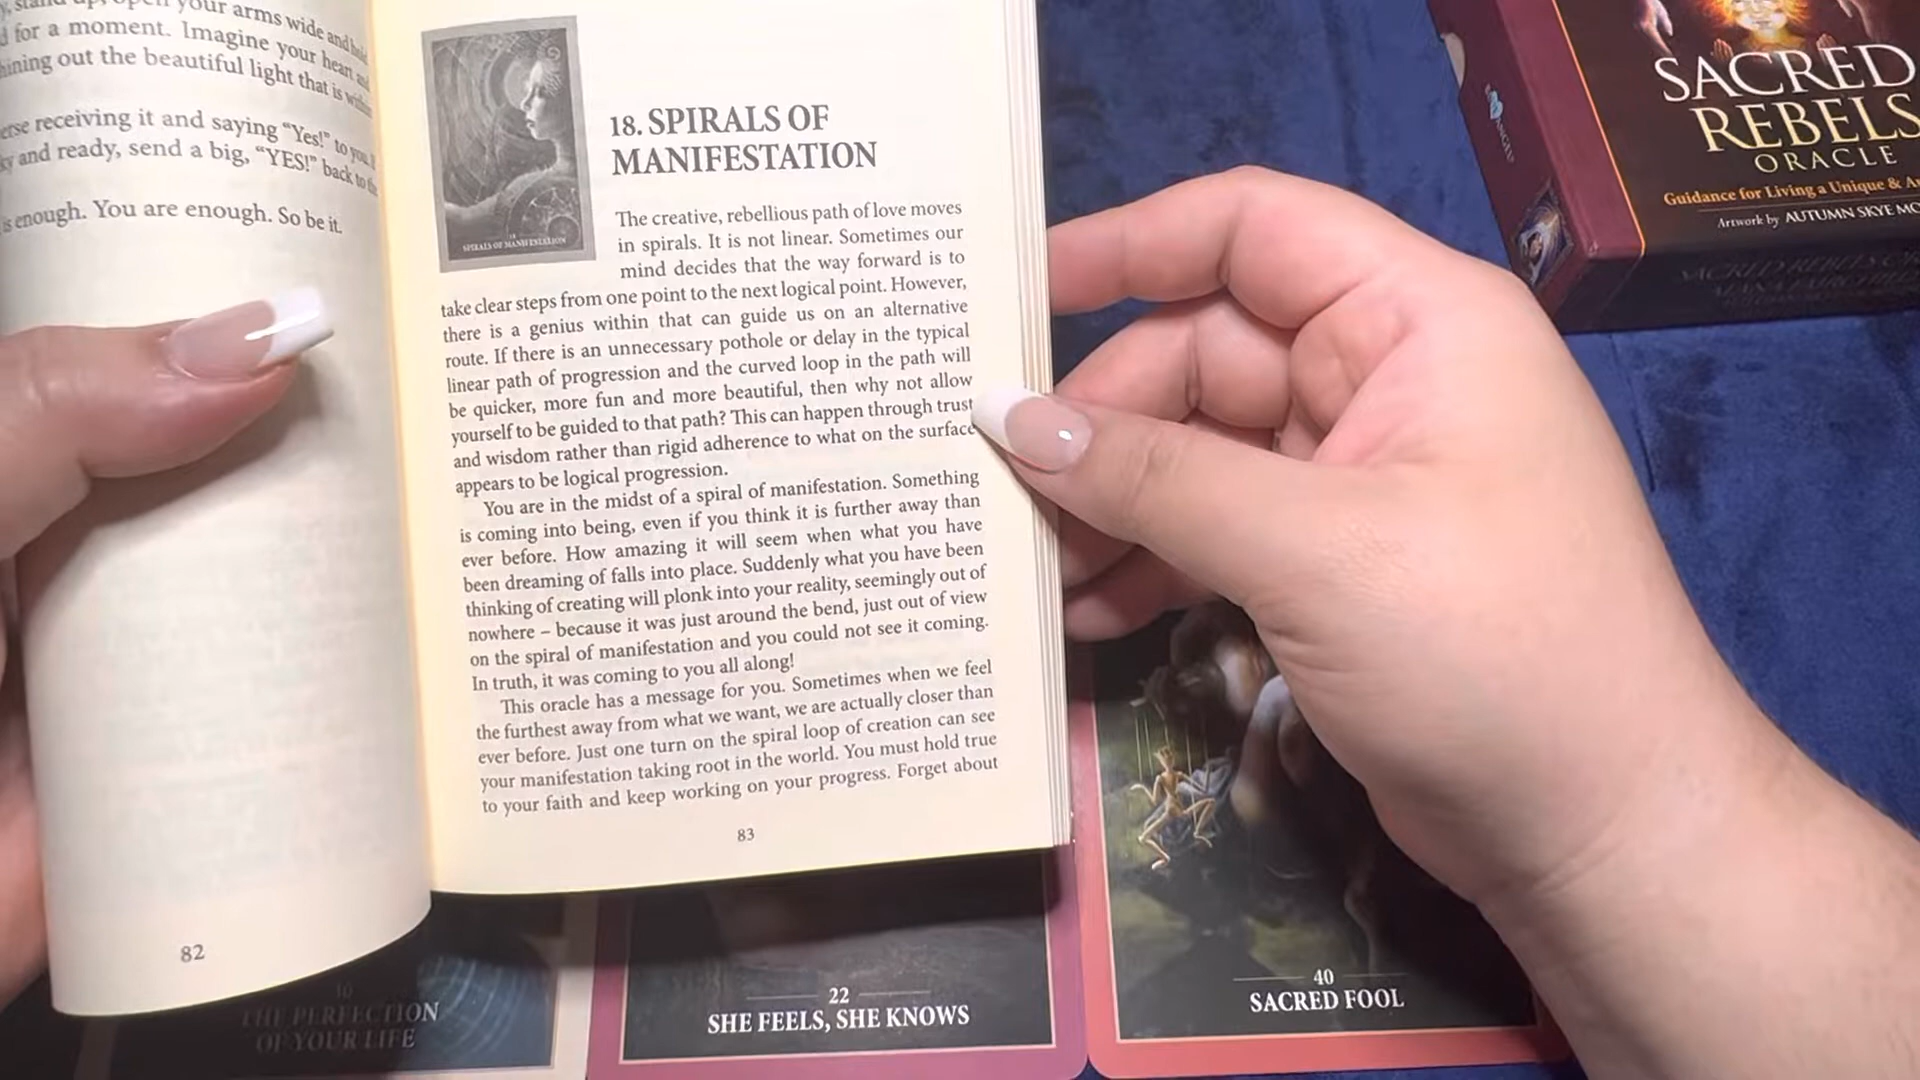 your arms wide and
for a moment. Imagine your heart
out the beautiful light that is
receiving it and saying “Yes!” to you
and ready, send a big, “YES!” back to
is enough. You are enough. So be it.
82
18
SPIRALS OF MANIFESTATION
18. SPIRALS OF
MANIFESTATION
The creative, rebellious path of love moves
in spirals. It is not linear. Sometimes our
mind decides that the way forward is to
take clear steps from one point to the next logical point. However,
there is a genius within that can guide us on an alternative
route. If there is an unnecessary pothole or delay in the typical
linear path of progression and the curved loop in the path will
be quicker, more fun and more beautiful, then why not allow
yourself to be guided to that path? This can happen through trust
and wisdom rather than rigid adherence to what on the surface
appears to be logical progression.
You are in the midst of a spiral of manifestation. Something
is coming into being, even if you think it is further away than
ever before. How amazing it will seem when what you have
been dreaming of falls into place. Suddenly what you have been
thinking of creating will plonk into your reality, seemingly out of
nowhere – because it was just around the bend, just out of view
on the spiral of manifestation and you could not see it coming.
In truth, it was coming to you all along!
This oracle has a message for you. Sometimes when we feel
the furthest away from what we want, we are actually closer than
ever before. Just one turn on the spiral loop of creation can see
your manifestation taking root in the world. You must hold true
to your faith and keep working on your progress. Forget about
83
SACRED
REBELS
ORACLE
Guidance for Living a Unique &
Artwork by AUTUMN SKYE
SACRED REBELS
10
THE PERFECTION
OF YOUR LIFE
22
SHE FEELS, SHE KNOWS
40
SACRED FOOL